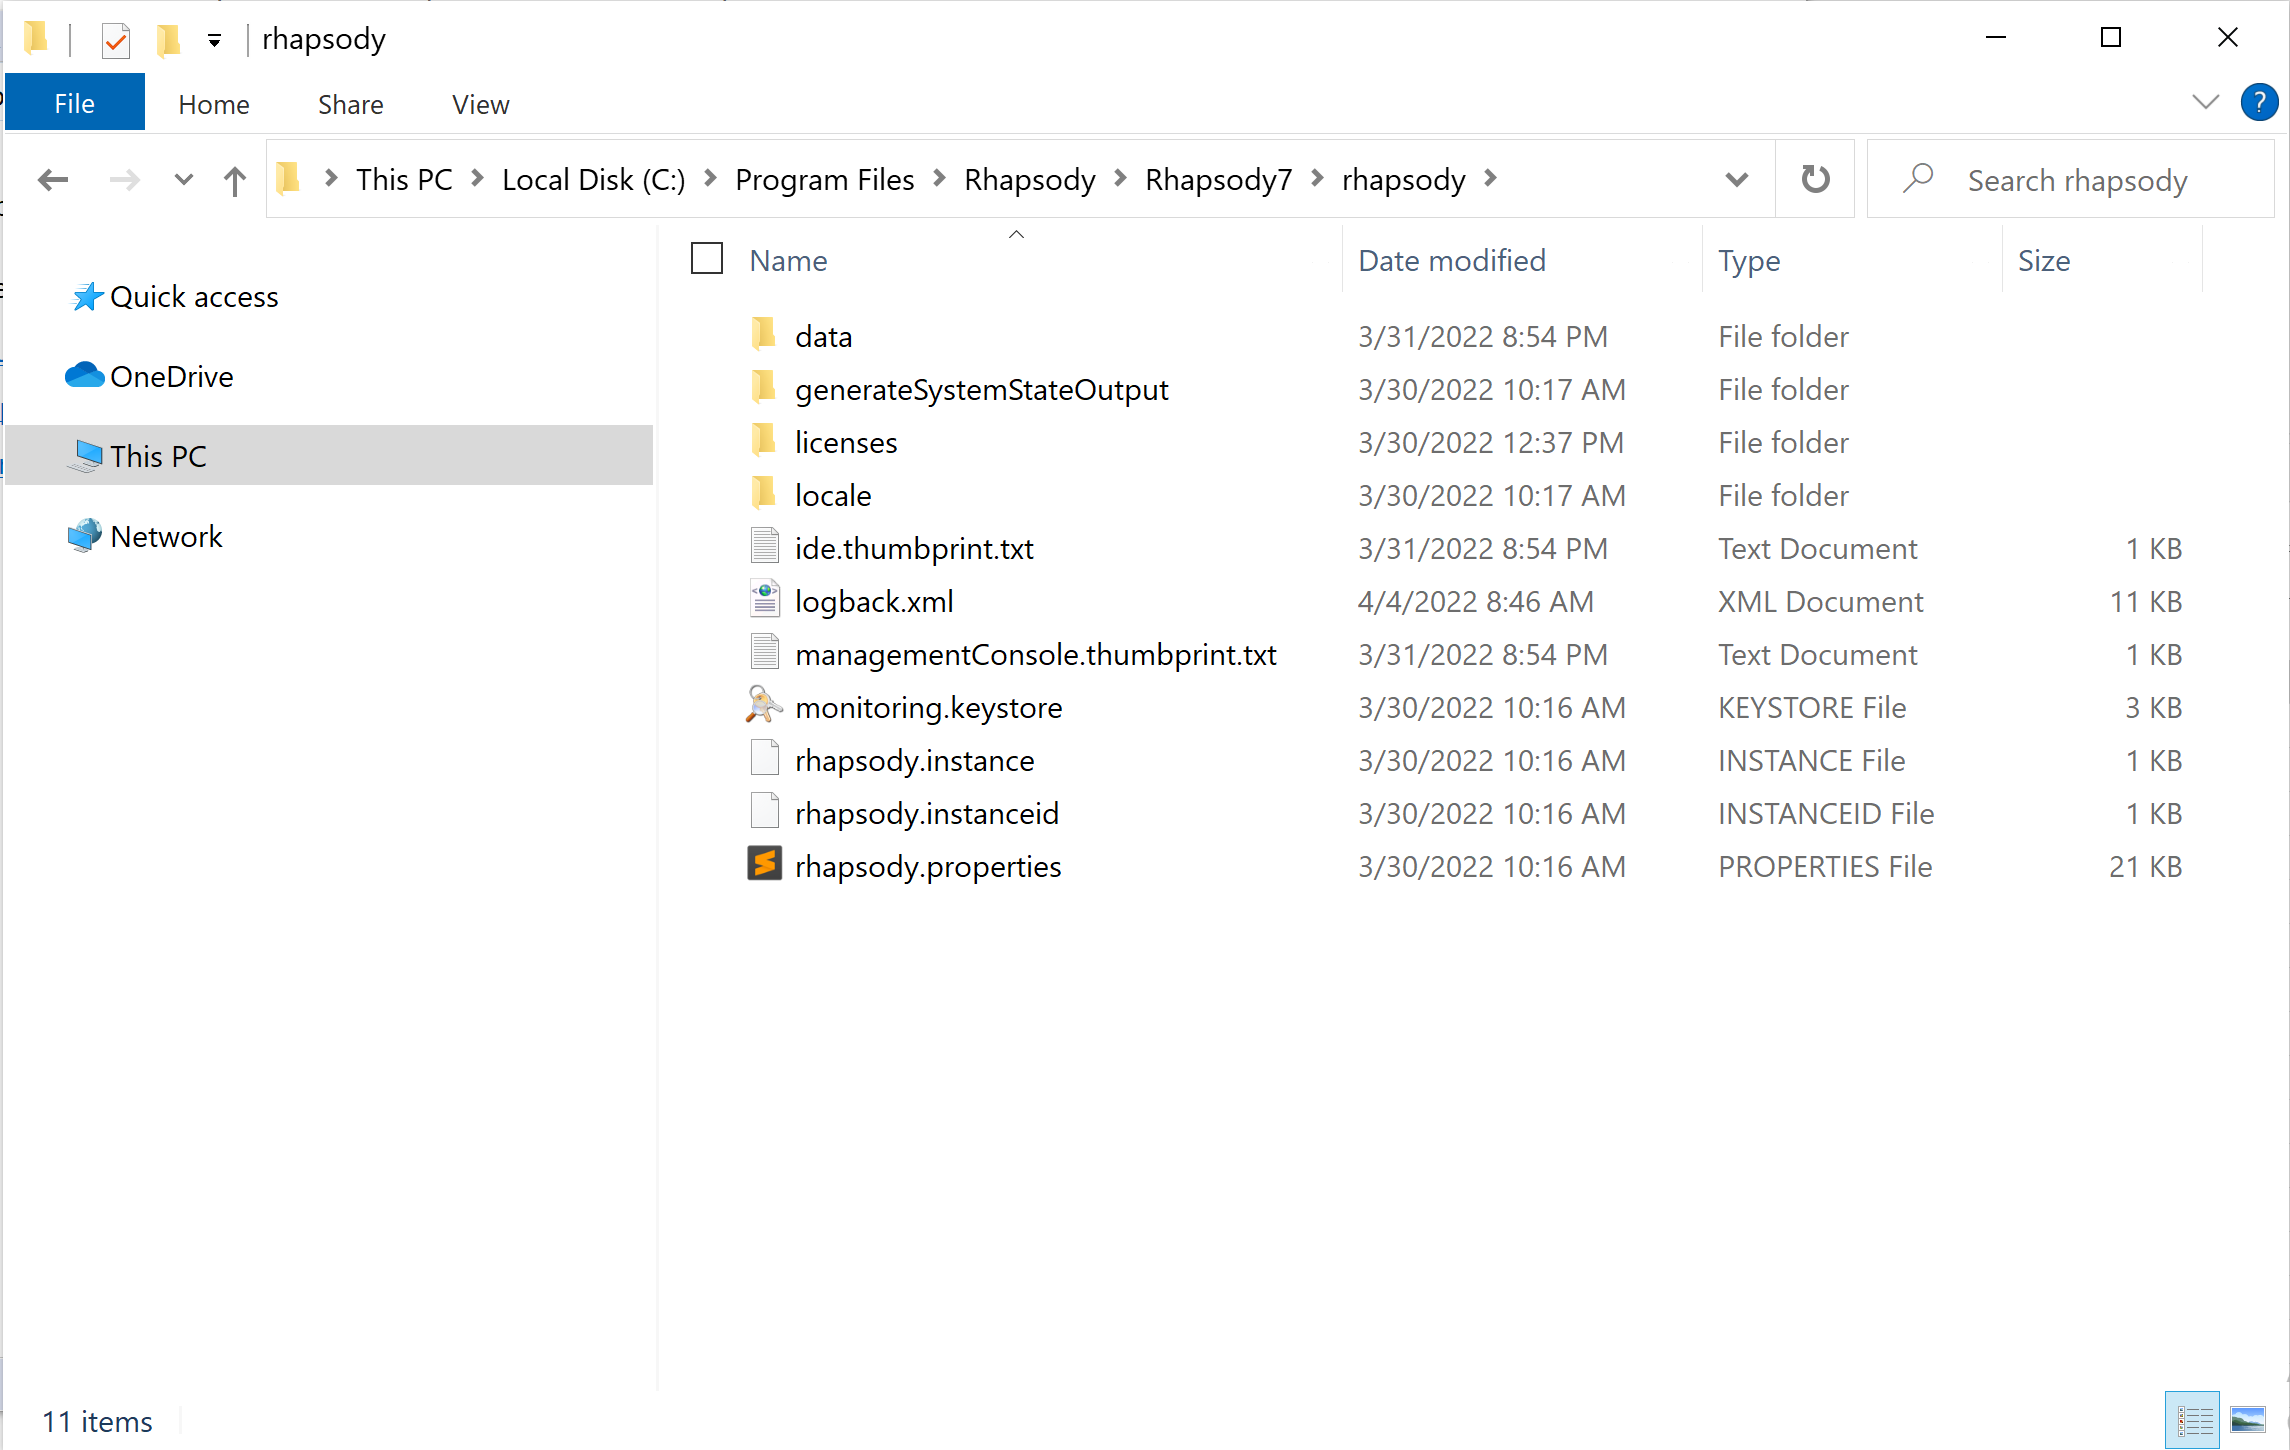 rhapsody
File Home Share View
This PC Local Disk (C:) Program Files Rhapsody Rhapsody7 rhapsody Search rhapsody
Quick access
OneDrive
This PC
Network
Name Date modified Type Size
data 3/31/2022 8:54 PM File folder
generateSystemStateOutput 3/30/2022 10:17 AM File folder
licenses 3/30/2022 12:37 PM File folder
locale 3/30/2022 10:17 AM File folder
ide.thumbprint.txt 3/31/2022 8:54 PM Text Document 1 KB
logback.xml 4/4/2022 8:46 AM XML Document 11 KB
managementConsole.thumbprint.txt 3/31/2022 8:54 PM Text Document 1 KB
monitoring.keystore 3/30/2022 10:16 AM KEYSTORE File 3 KB
rhapsody.instance 3/30/2022 10:16 AM INSTANCE File 1 KB
rhapsody.instanceid 3/30/2022 10:16 AM INSTANCEID File 1 KB
rhapsody.properties 3/30/2022 10:16 AM PROPERTIES File 21 KB
11 items